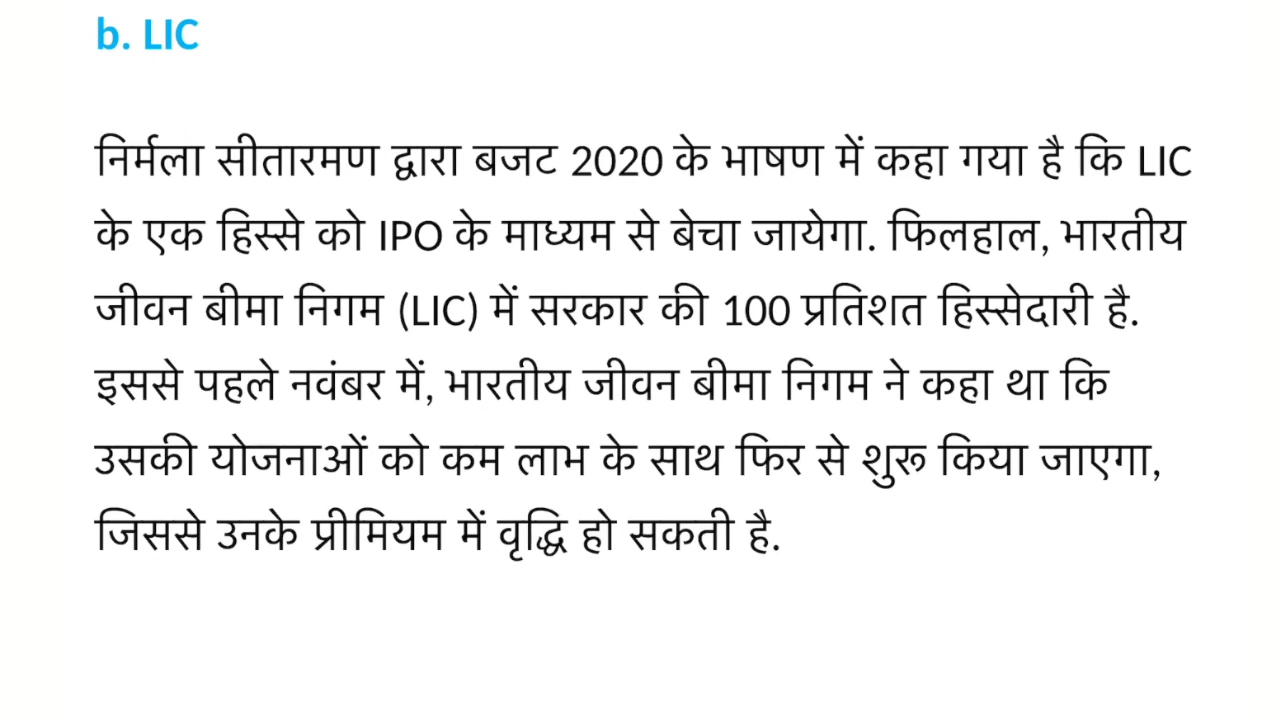 b. LIC
निर्मला सीतारमण द्वारा बजट 2020 के भाषण में कहा गया है कि LIC
के एक हिस्से को IPO के माध्यम से बेचा जायेगा. फिलहाल, भारतीय
जीवन बीमा निगम (LIC) में सरकार की 100 प्रतिशत हिस्सेदारी है.
इससे पहले नवंबर में, भारतीय जीवन बीमा निगम ने कहा था कि
उसकी योजनाओं को कम लाभ के साथ फिर से शुरू किया जाएगा,
जिससे उनके प्रीमियम में वृद्धि हो सकती है.